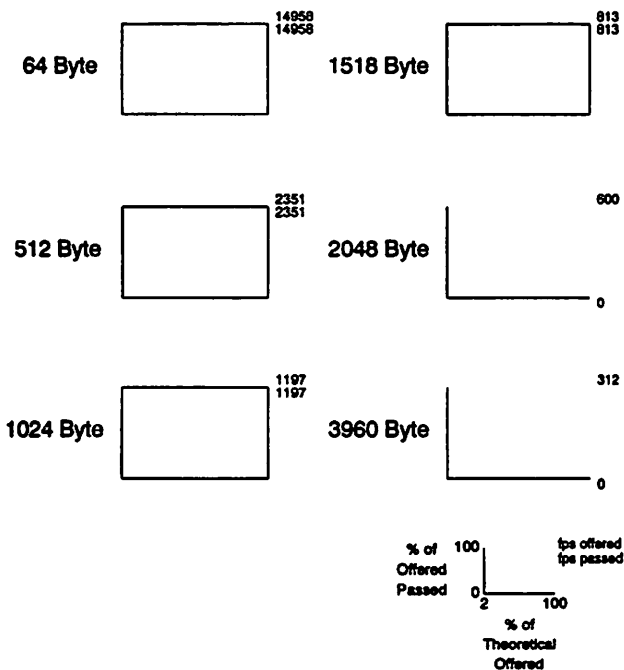 64 Byte
14958
14958
1518 Byte
813
813
512 Byte
2351
2351
2048 Byte
600
0
1024 Byte
1197
1197
3960 Byte
312
0
% of
Offered
Passed
100
0
2
100
fps offered
fps passed
% of
Theoretical
Offered